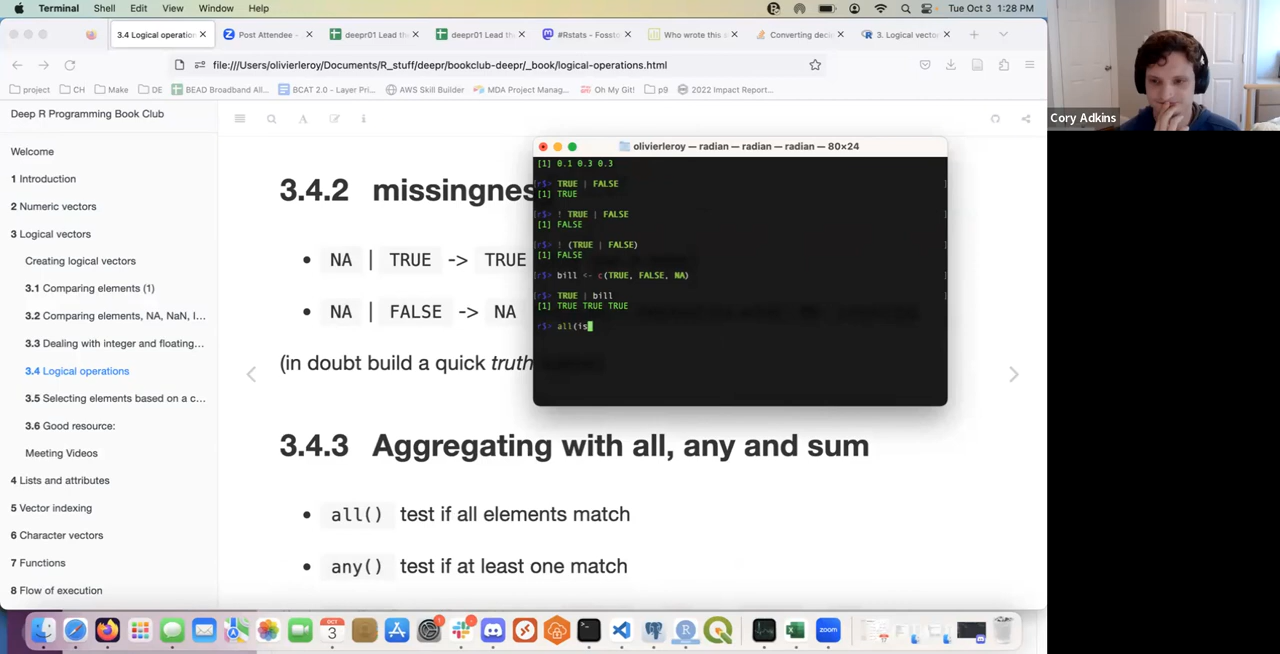 Terminal Shell Edit View Window Help Tue Oct 3 1:28 PM
3.4 Logical operation Post Attendee - deepr01 Lead th deepr01 Lead th #Rstats - Fosst Who wrote this Converting deci 3. Logical vector
file:///Users/olivierleroy/Documents/R_stuff/deepr/bookclub-deepr/_book/logical-operations.html
project CH Make DE BEAD Broadband All... BCAT 2.0 - Layer Pri... AWS Skill Builder MDA Project Manag... Oh My Git! p9 2022 Impact Report...
Cory Adkins
Deep R Programming Book Club
Welcome
1 Introduction
2 Numeric vectors
3 Logical vectors
Creating logical vectors
3.1 Comparing elements (1)
3.2 Comparing elements, NA, NaN, I...
3.3 Dealing with integer and floating...
3.4 Logical operations
3.5 Selecting elements based on a c...
3.6 Good resource:
Meeting Videos
4 Lists and attributes
5 Vector indexing
6 Character vectors
7 Functions
8 Flow of execution
3.4.2 missingnes
NA | TRUE -> TRUE
NA | FALSE -> NA
(in doubt build a quick truth
olivierleroy — radian — radian — radian — 80×24
[1] 0.1 0.3 0.3
r$> TRUE | FALSE
[1] TRUE
r$> ! TRUE | FALSE
[1] FALSE
r$> ! (TRUE | FALSE)
[1] FALSE
r$> bill <- c(TRUE, FALSE, NA)
r$> TRUE | bill
[1] TRUE TRUE TRUE
r$> all(is
3.4.3 Aggregating with all, any and sum
all() test if all elements match
any() test if at least one match
OCT
3
zoom